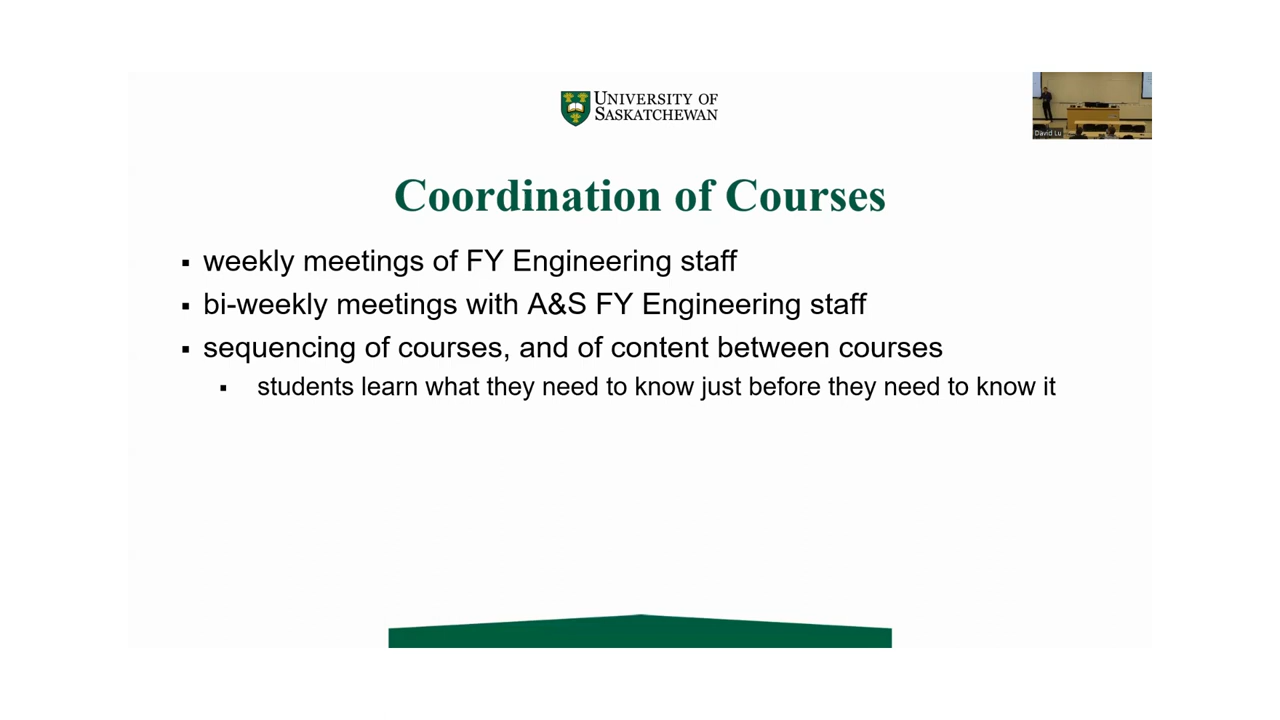 UNIVERSITY OF
SASKATCHEWAN
David Lu
Coordination of Courses
▪ weekly meetings of FY Engineering staff
▪ bi-weekly meetings with A&S FY Engineering staff
▪ sequencing of courses, and of content between courses
▪ students learn what they need to know just before they need to know it